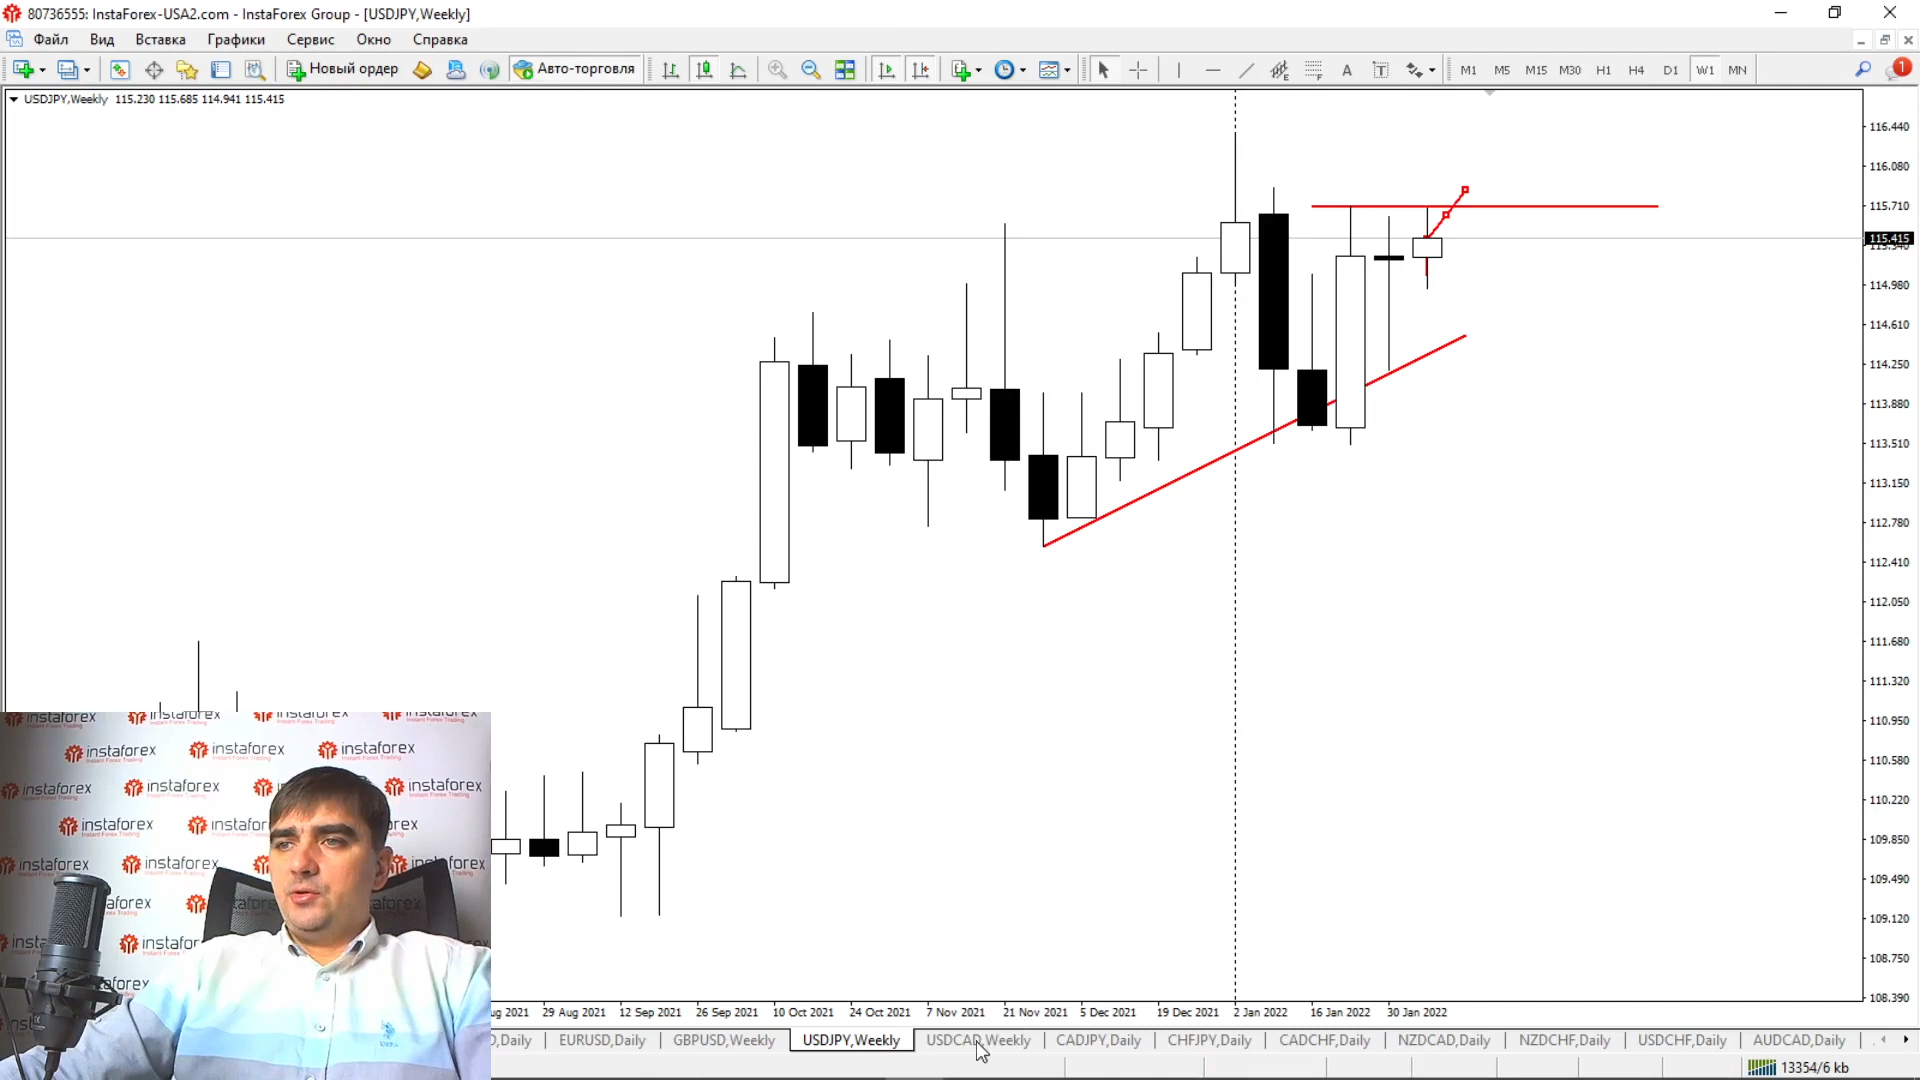 80736555: InstaForex-USA2.com - InstaForex Group - [USDJPY,Weekly]
Файл Вид Вставка Графики Сервис Окно Справка
Новый ордер Авто-торговля A T M1 M5 M15 M30 H1 H4 D1 W1 MN 1
USDJPY,Weekly 115.230 115.685 114.941 115.415
116.440
116.080
115.710
115.415
114.980
114.610
114.250
113.880
113.510
113.150
112.780
112.410
112.050
111.680
111.320
110.950
110.580
110.220
109.850
109.490
109.120
108.750
108.390
instaforex
Instant Forex Trading
ug 2021 29 Aug 2021 12 Sep 2021 26 Sep 2021 10 Oct 2021 24 Oct 2021 7 Nov 2021 21 Nov 2021 5 Dec 2021 19 Dec 2021 2 Jan 2022 16 Jan 2022 30 Jan 2022
D,Daily EURUSD,Daily GBPUSD,Weekly USDJPY,Weekly USDCAD,Weekly CADJPY,Daily CHFJPY,Daily CADCHF,Daily NZDCAD,Daily NZDCHF,Daily USDCHF,Daily AUDCAD,Daily
13354/6 kb